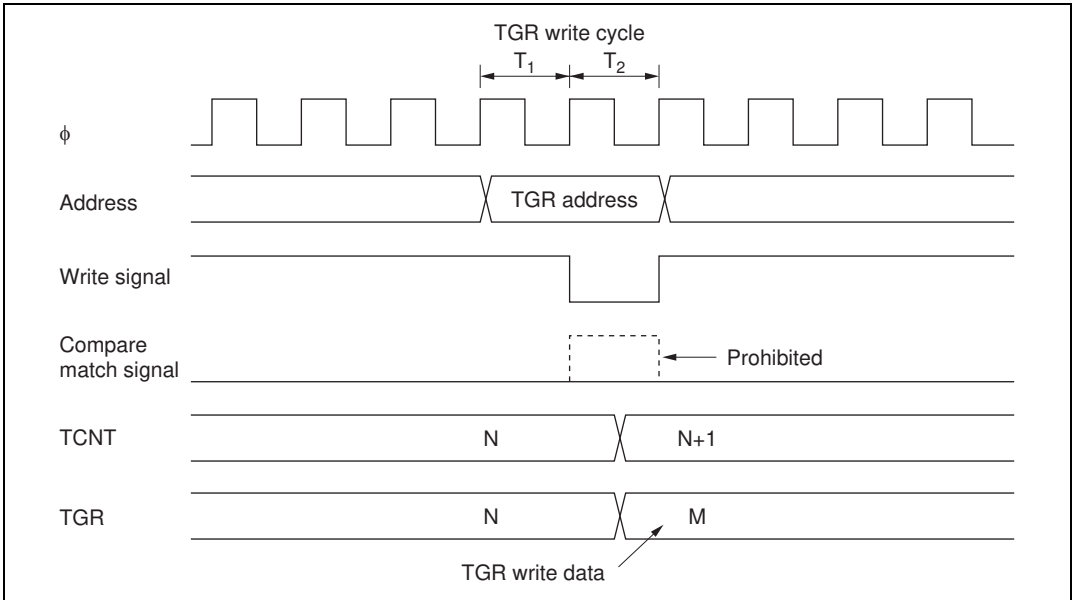 TGR write cycle
T1 T2
ϕ
Address
TGR address
Write signal
Compare
match signal
Prohibited
TCNT
N
N+1
TGR
N
M
TGR write data